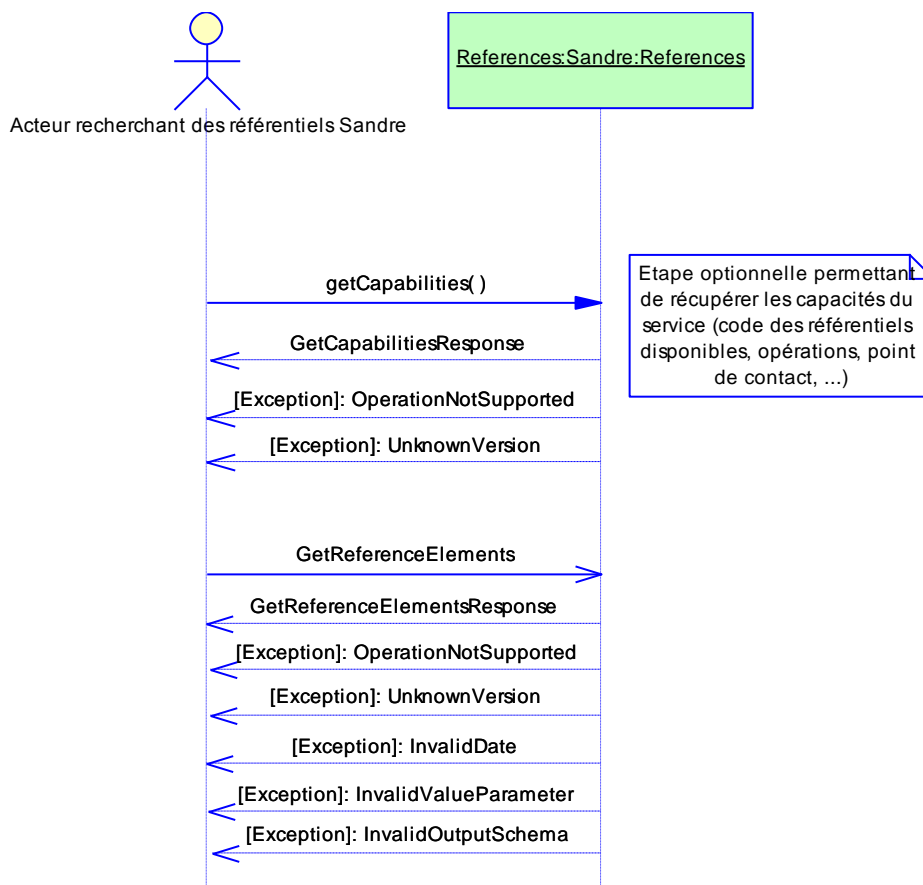 References:Sandre:References
Acteur recherchant des référentiels Sandre
getCapabilities( )
Etape optionnelle permettant
de récupérer les capacités du
service (code des référentiels
disponibles, opérations, point
de contact, ...)
GetCapabilitiesResponse
[Exception]: OperationNotSupported
[Exception]: UnknownVersion
GetReferenceElements
GetReferenceElementsResponse
[Exception]: OperationNotSupported
[Exception]: UnknownVersion
[Exception]: InvalidDate
[Exception]: InvalidValueParameter
[Exception]: InvalidOutputSchema